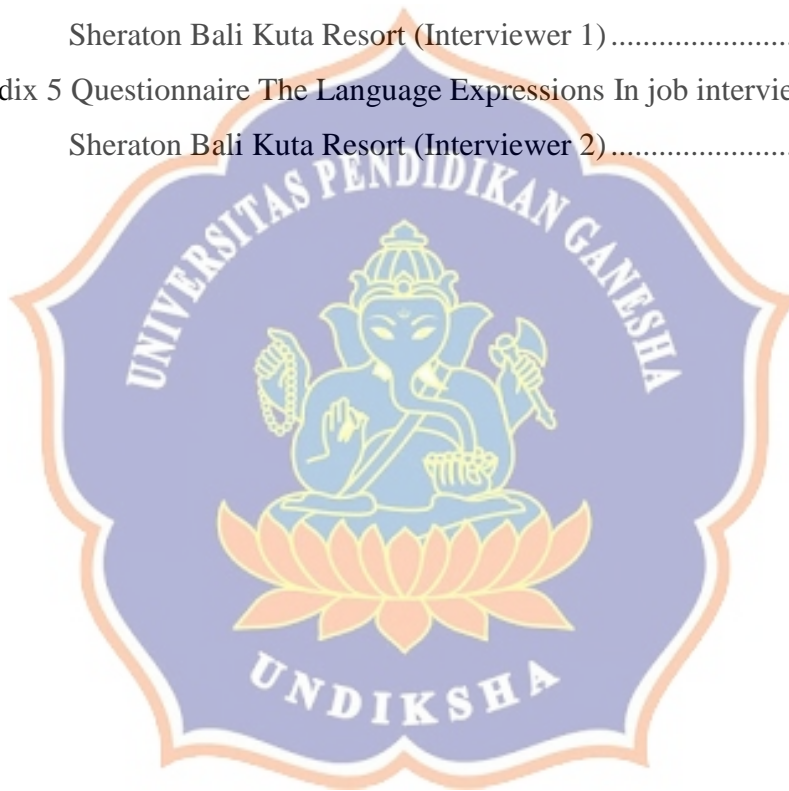 Sheraton Bali Kuta Resort (Interviewer 1).......................
dix 5 Questionnaire The Language Expressions In job intervie
Sheraton Bali Kuta Resort (Interviewer 2).......................
UNIVERSITAS PENDIDIKAN GANESHA
UNDIKSHA